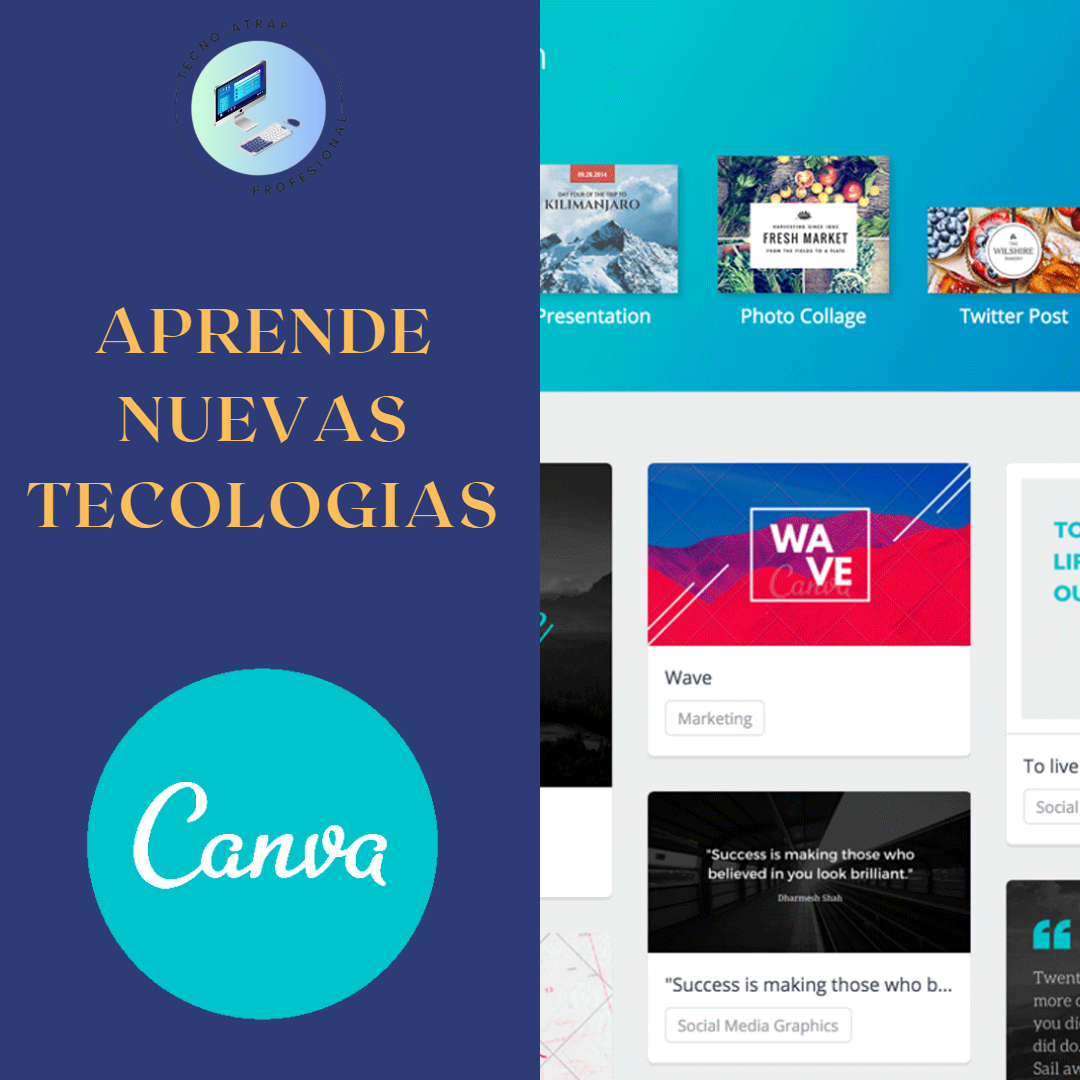 TECNO ATRAP
PROFESIONAL
APRENDE
NUEVAS
TECOLOGIAS
Canva
09.28.2014
DAY FOUR OF THE TRIP TO
KILIMANJARO
Presentation
HARVESTING SINCE 1892
FRESH MARKET
FROM THE FIELDS TO A PLATE
Photo Collage
THE
WILSHIRE
BAKERY
Twitter Post
WA
VE
Canva
Wave
Marketing
"Success is making those who
believed in you look brilliant."
Dharmesh Shah
"Success is making those who b...
Social Media Graphics
TO
LIF
OU
To live
Social
“
Twent
more
you di
did do.
Sail aw